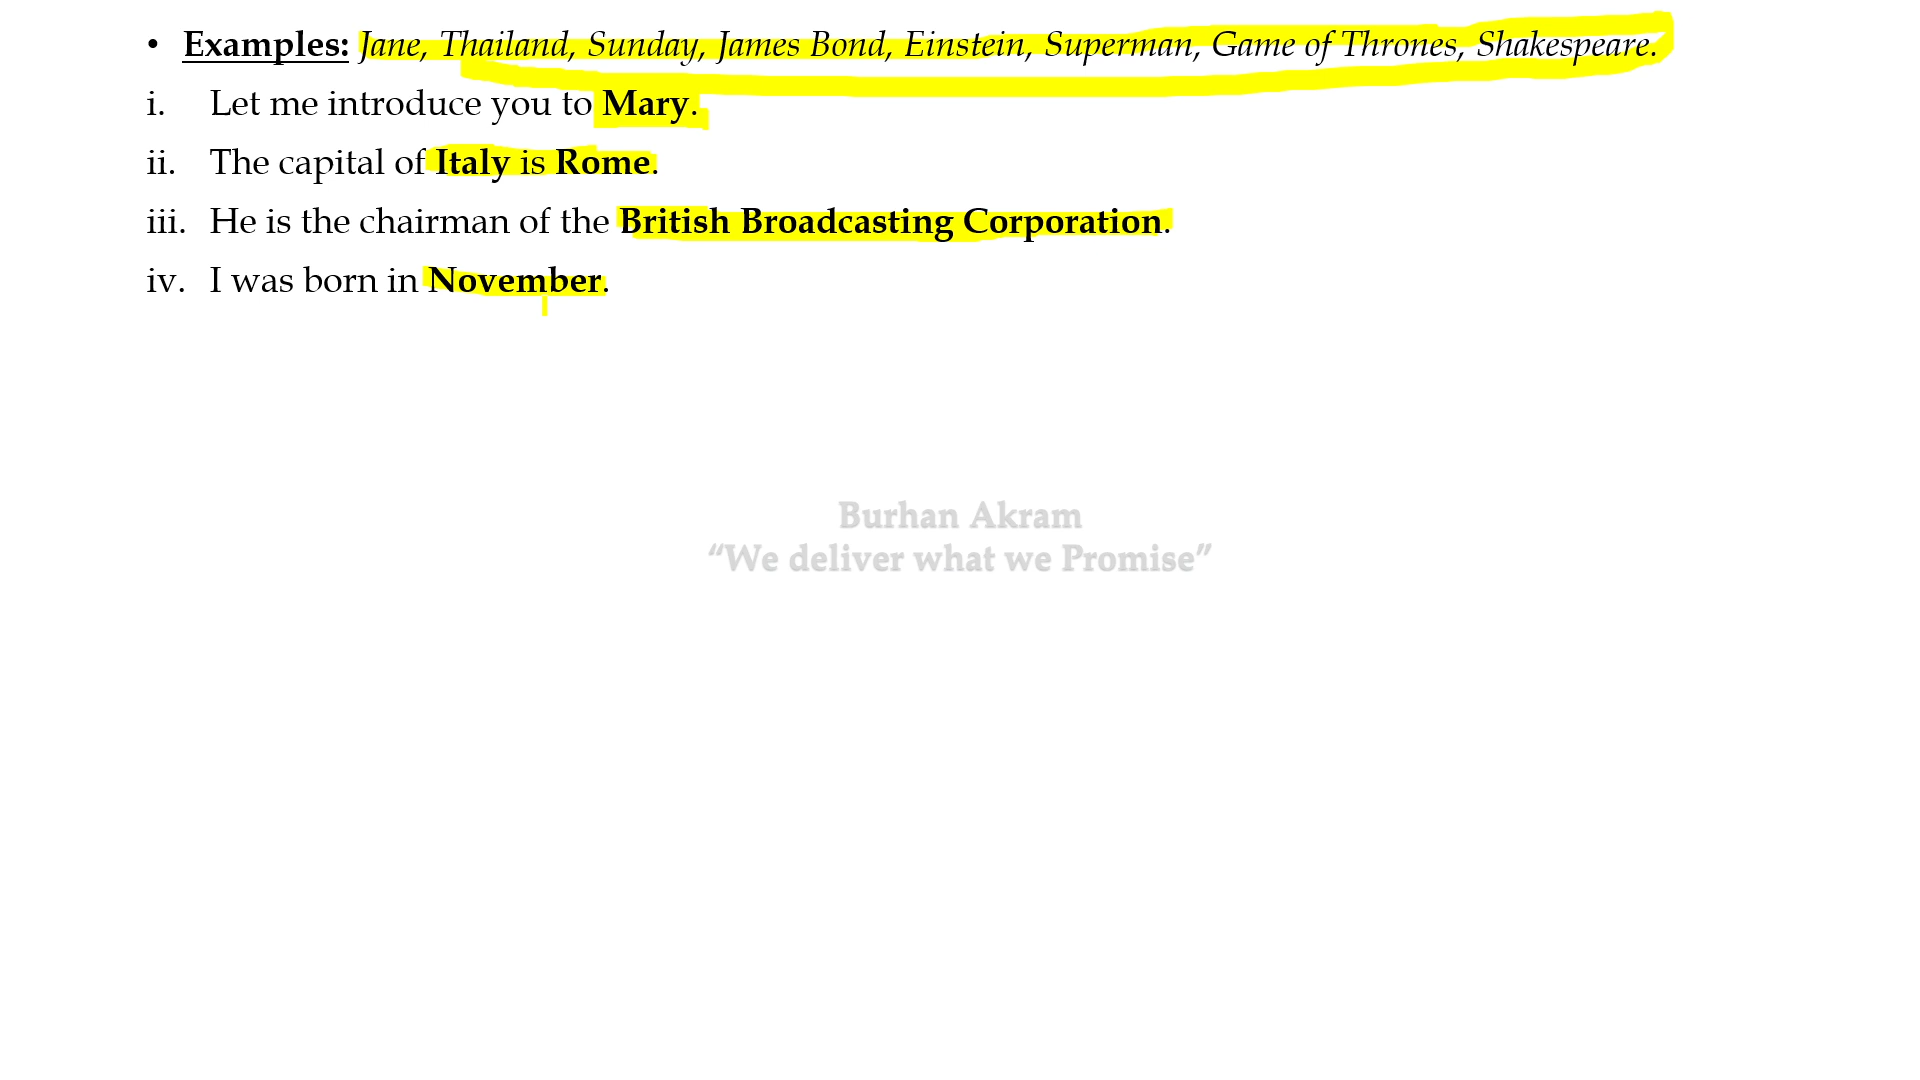 • Examples: Jane, Thailand, Sunday, James Bond, Einstein, Superman, Game of Thrones, Shakespeare.
i. Let me introduce you to Mary.
ii. The capital of Italy is Rome.
iii. He is the chairman of the British Broadcasting Corporation.
iv. I was born in November.
Burhan Akram
“We deliver what we Promise”